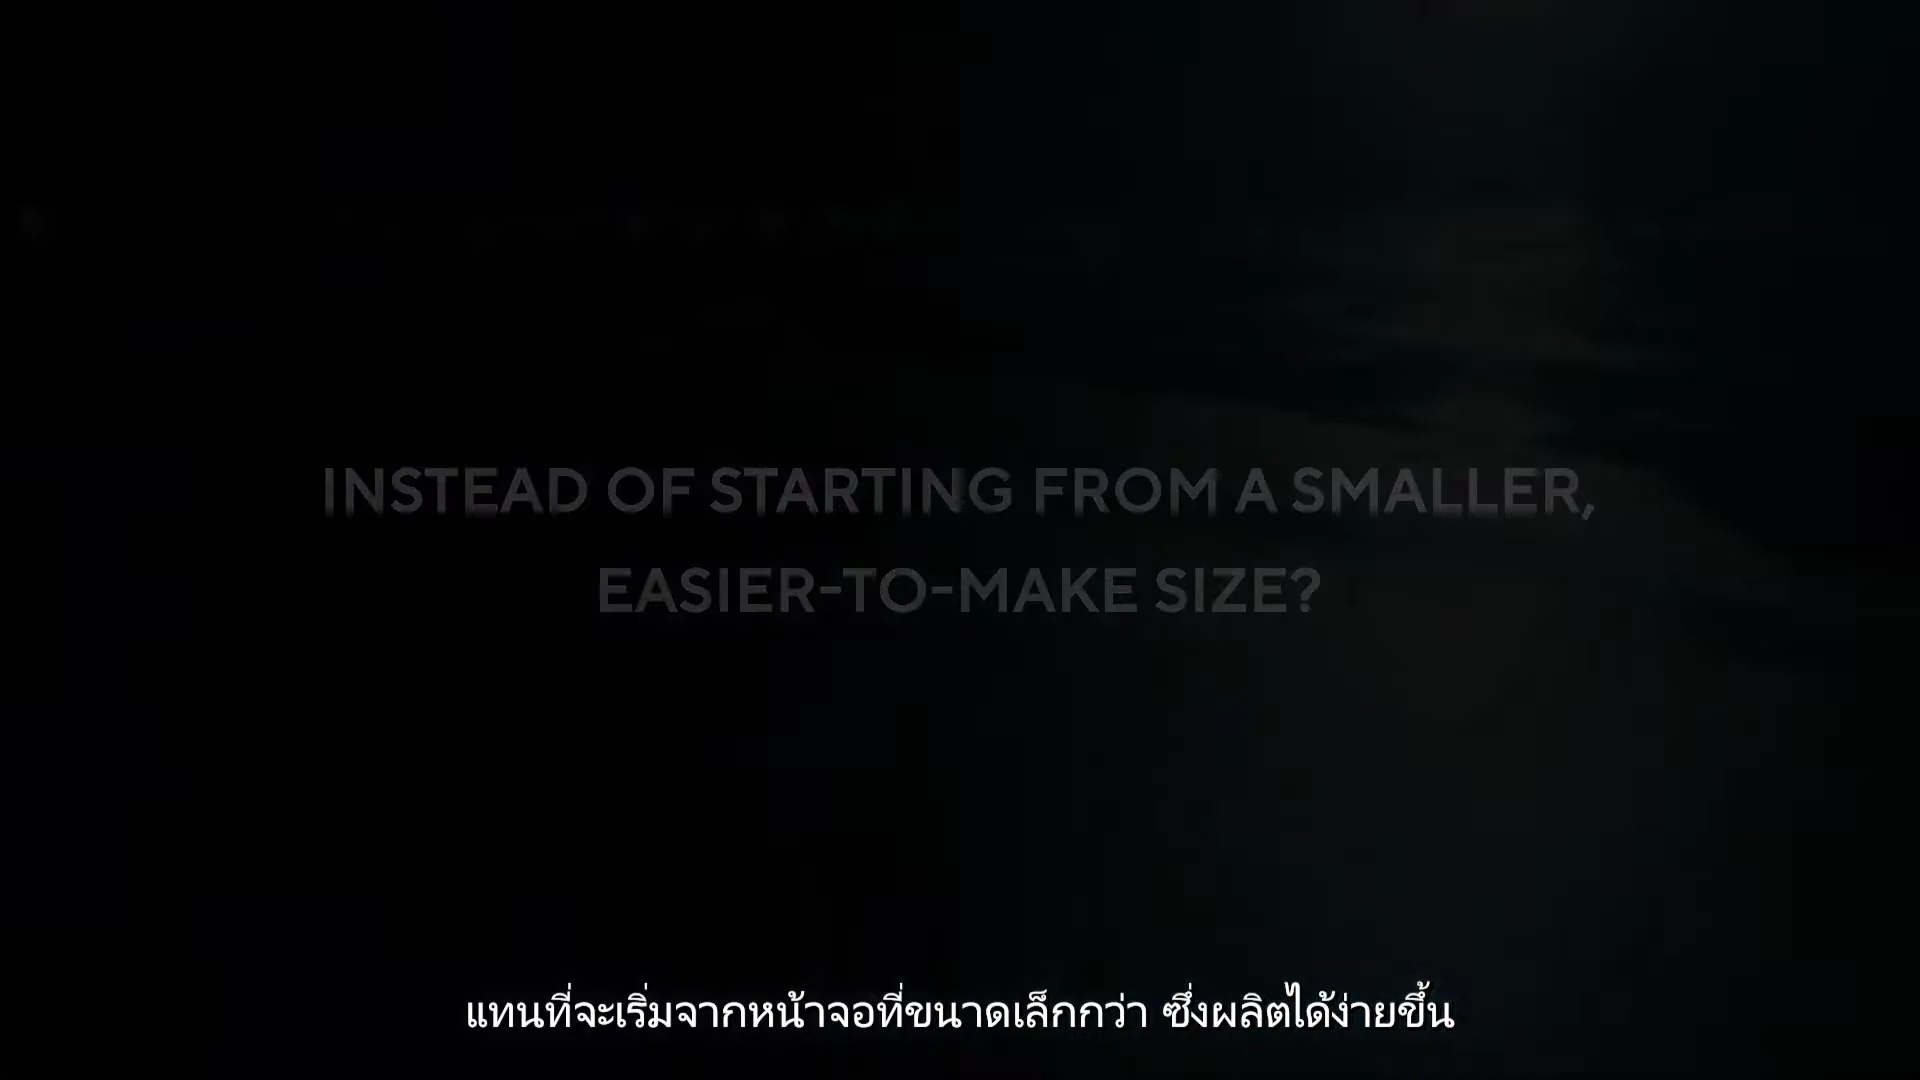 INSTEAD OF STARTING FROM A SMALLER,
EASIER-TO-MAKE SIZE?
แทนที่จะเริ่มจากหน้าจอที่ขนาดเล็กกว่า ซึ่งผลิตได้ง่ายขึ้น